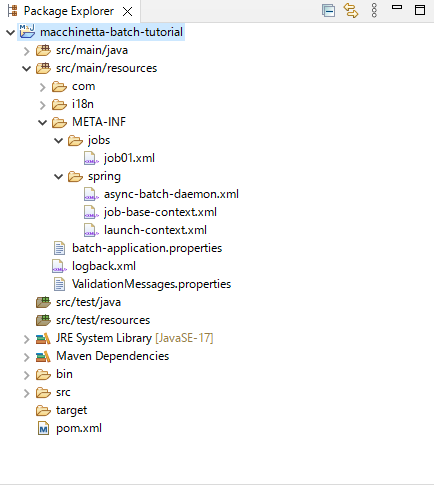 Package Explorer
macchinetta-batch-tutorial
src/main/java
src/main/resources
com
i18n
META-INF
jobs
job01.xml
spring
async-batch-daemon.xml
job-base-context.xml
launch-context.xml
batch-application.properties
logback.xml
ValidationMessages.properties
src/test/java
src/test/resources
JRE System Library [JavaSE-17]
Maven Dependencies
bin
src
target
pom.xml